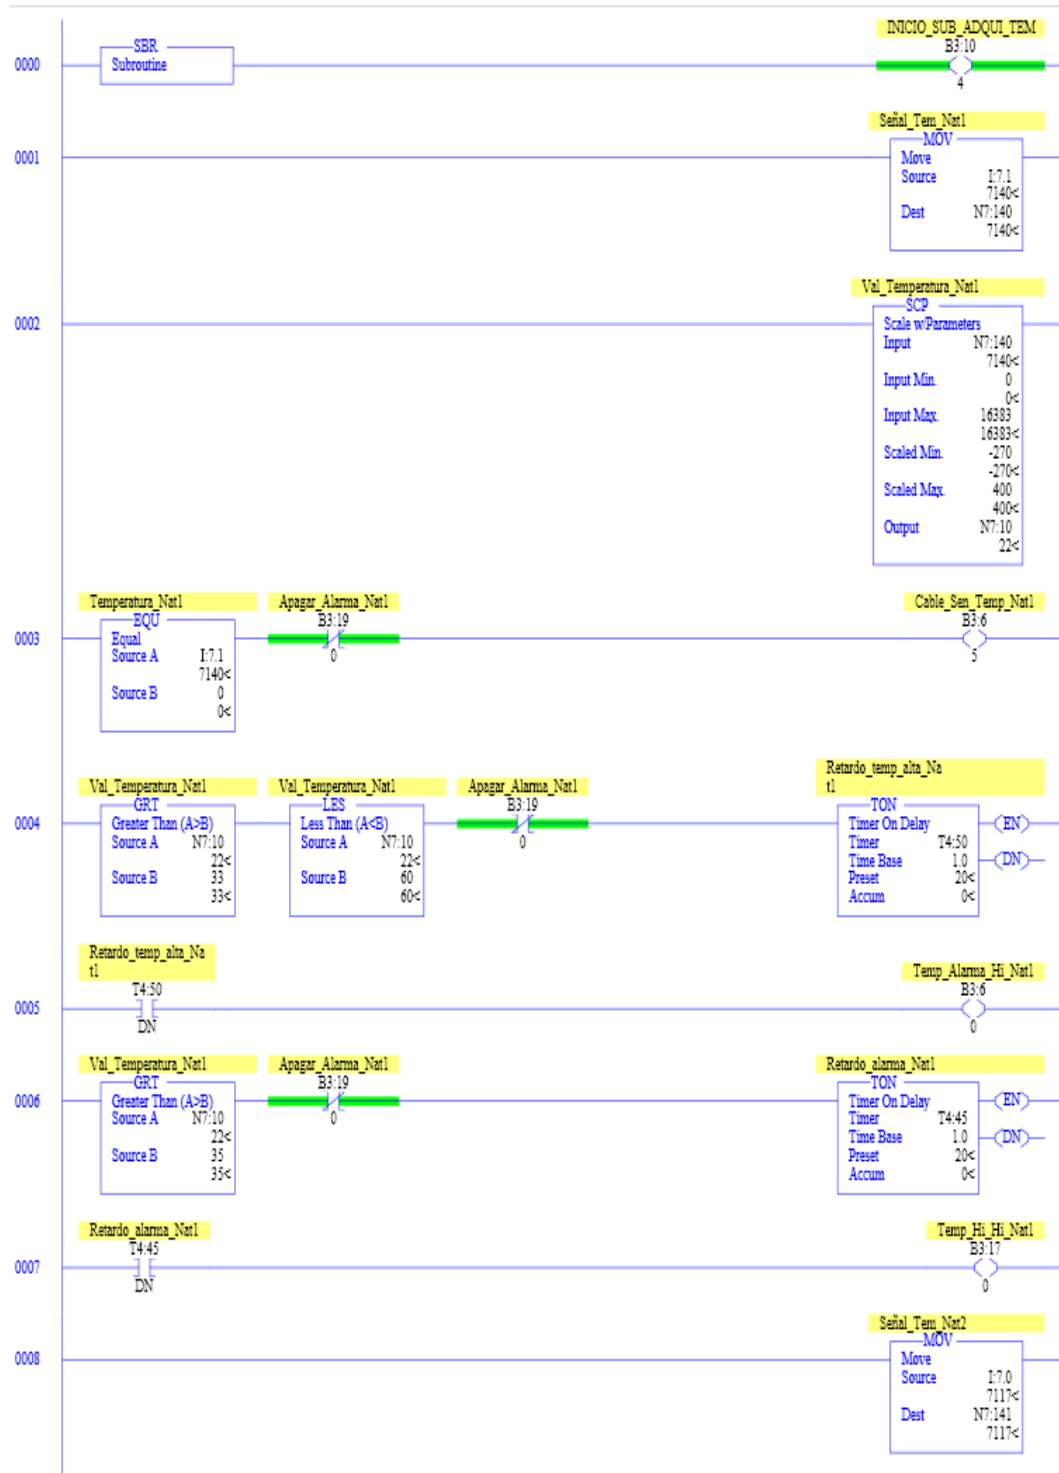 INICIO_SUB_ADQUI_TEM
SBR
B3:10
0000
Subroutine
4
Señal_Tem_Nat1
MOV
0001
Move
Source I:7.1
7140<
Dest N7:140
7140<
Val_Temperatura_Nat1
SCP
0002
Scale w/Parameters
Input N7:140
7140<
Input Min. 0
0<
Input Max. 16383
16383<
Scaled Min. -270
-270<
Scaled Max. 400
400<
Output N7:10
22<
Temperatura_Nat1 Apagar_Alarma_Nat1 Cable_Sen_Temp_Nat1
EQU B3:19 B3:6
0003
Equal
Source A I:7.1
0 5
7140<
Source B 0
0<
Retardo_temp_alta_Na
t1
Val_Temperatura_Nat1 Val_Temperatura_Nat1 Apagar_Alarma_Nat1
GRT LES B3:19 TON
0004
Greater Than (A>B) Less Than (A<B) Timer On Delay EN
Source A N7:10 Source A N7:10 0 Timer T4:50
22< 22< Time Base 1.0 DN
Source B 33 Source B 60 Preset 20<
33< 60< Accum 0<
Retardo_temp_alta_Na
t1
Temp_Alarma_Hi_Nat1
T4:50 B3:6
0005
DN 0
Val_Temperatura_Nat1 Apagar_Alarma_Nat1 Retardo_alarma_Nat1
GRT B3:19 TON
0006
Greater Than (A>B) Timer On Delay EN
Source A N7:10 0 Timer T4:45
22< Time Base 1.0 DN
Source B 35 Preset 20<
35< Accum 0<
Retardo_alarma_Nat1 Temp_Hi_Hi_Nat1
T4:45 B3:17
0007
DN 0
Señal_Tem_Nat2
MOV
0008
Move
Source I:7.0
7117<
Dest N7:141
7117<